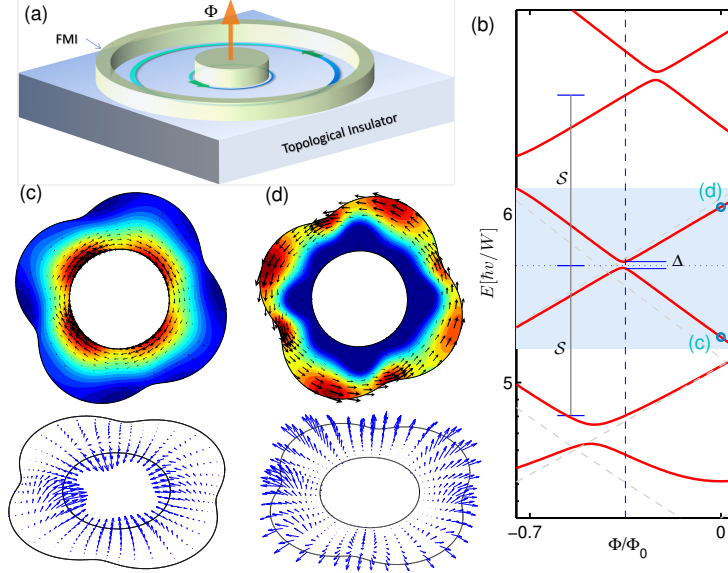 (a)
Φ
FMI
Topological Insulator
(b)
E[ħv/W]
6
5
S
S
Δ
(d)
(c)
−0.7
0
Φ/Φ₀
(c)
(d)